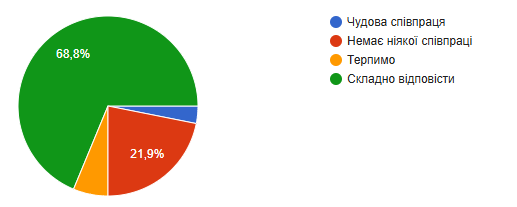 68,8%
21,9%
Чудова співпраця
Немає ніякої співпраці
Терпимо
Складно відповісти